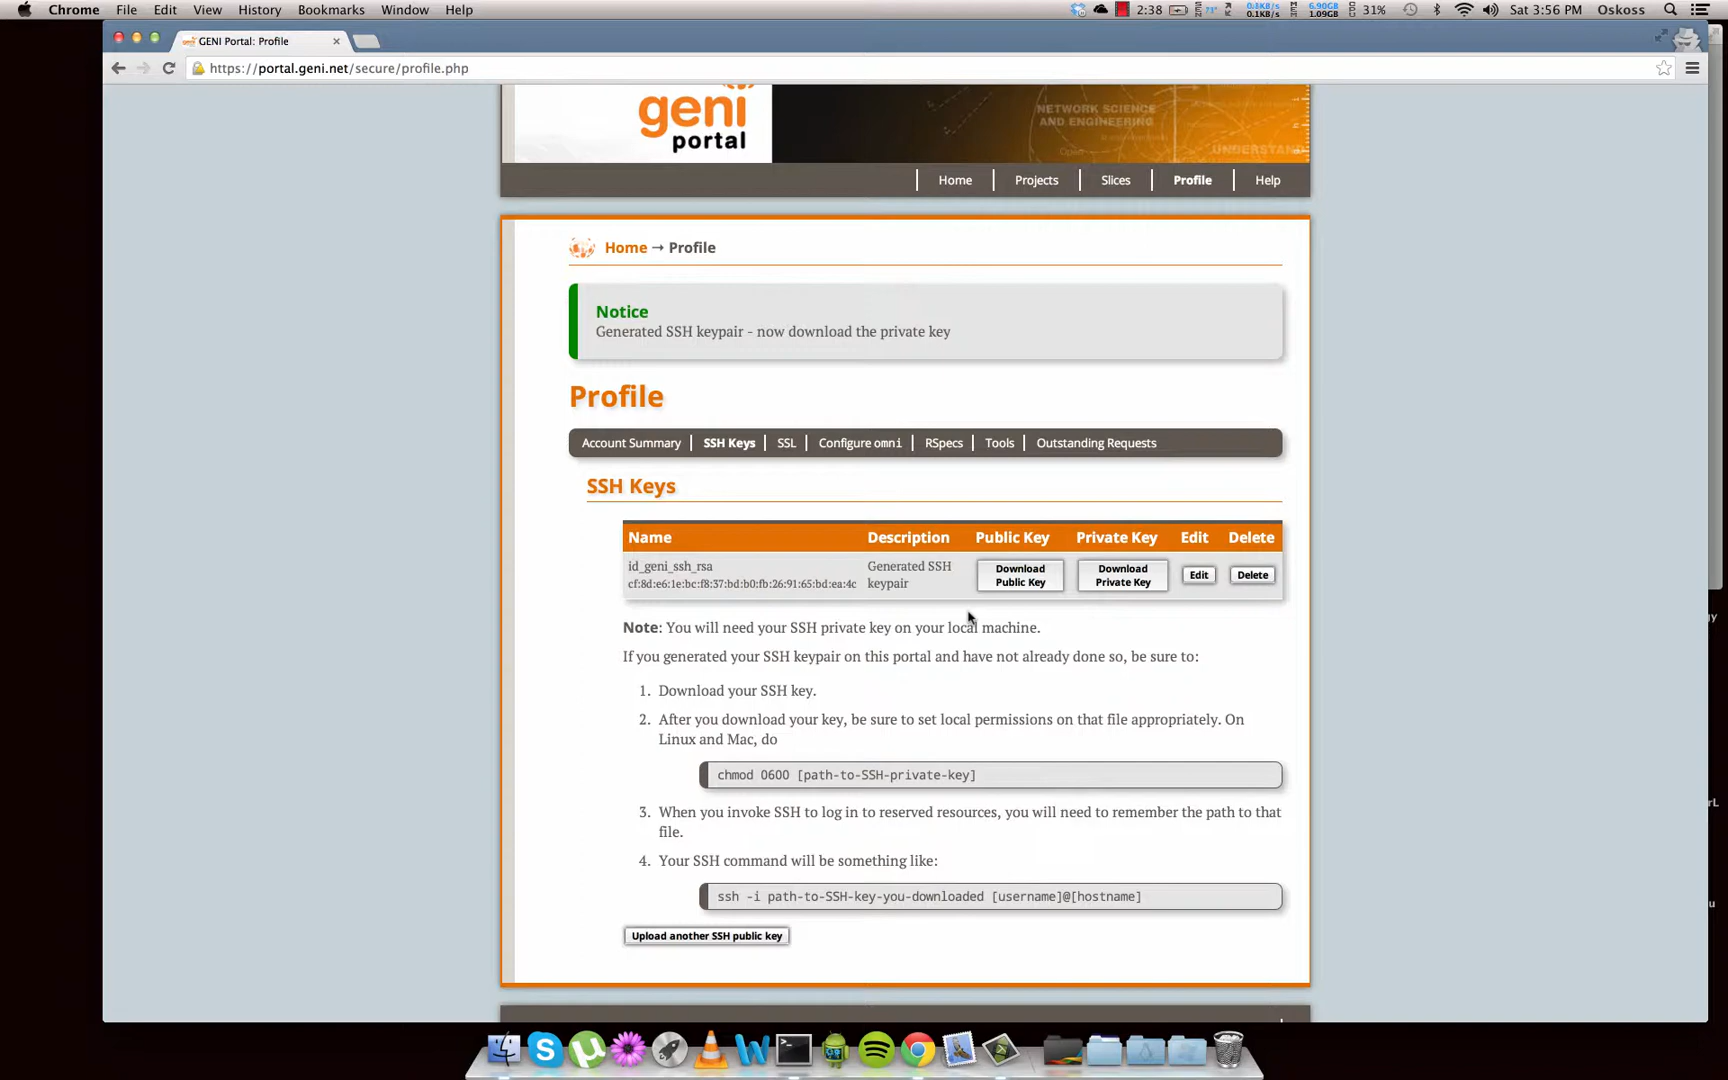 Chrome File Edit View History Bookmarks Window Help 2:38 73° 0.3KB/s 0.1KB/s 6.90GB 1.09GB 31% Sat 3:56 PM Oskoss
GENI Portal: Profile
https://portal.geni.net/secure/profile.php
geni
portal
NETWORK SCIENCE
AND ENGINEERING
UNDERSTAND
Home Projects Slices Profile Help
Home → Profile
Notice
Generated SSH keypair - now download the private key
Profile
Account Summary SSH Keys SSL Configure omni RSpecs Tools Outstanding Requests
SSH Keys
Name Description Public Key Private Key Edit Delete
id_geni_ssh_rsa
cf:8d:e6:1e:bc:f8:37:bd:b0:fb:26:91:65:bd:ea:4c
Generated SSH
keypair
Download
Public Key
Download
Private Key
Edit
Delete
Note: You will need your SSH private key on your local machine.
If you generated your SSH keypair on this portal and have not already done so, be sure to:
1. Download your SSH key.
2. After you download your key, be sure to set local permissions on that file appropriately. On
Linux and Mac, do
chmod 0600 [path-to-SSH-private-key]
3. When you invoke SSH to log in to reserved resources, you will need to remember the path to that
file.
4. Your SSH command will be something like:
ssh -i path-to-SSH-key-you-downloaded [username]@[hostname]
Upload another SSH public key